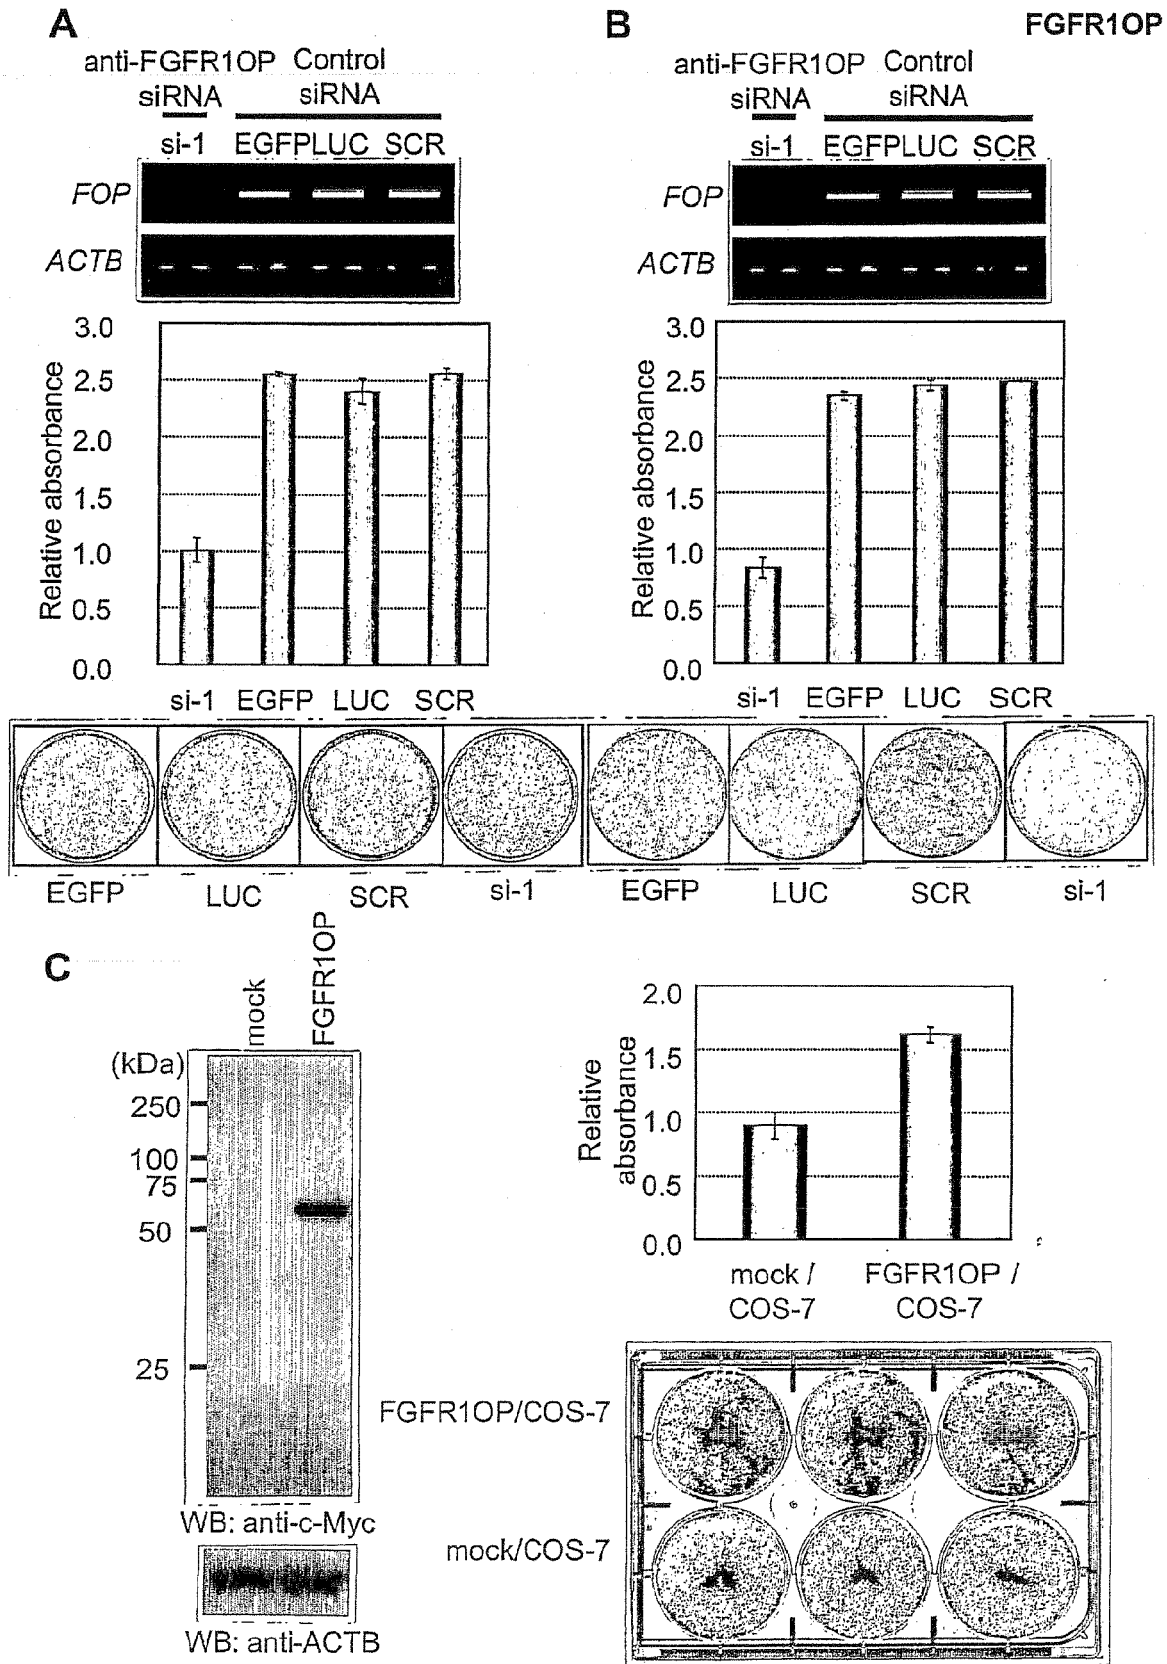 A
B
FGFR1OP
anti-FGFR1OP Control
siRNA siRNA
si-1 EGFP LUC SCR
FOP
ACTB
anti-FGFR1OP Control
siRNA siRNA
si-1 EGFP LUC SCR
FOP
ACTB
Relative absorbance
3.0
2.5
2.0
1.5
1.0
0.5
0.0
si-1 EGFP LUC SCR
Relative absorbance
3.0
2.5
2.0
1.5
1.0
0.5
0.0
si-1 EGFP LUC SCR
EGFP LUC SCR si-1
EGFP LUC SCR si-1
C
mock
FGFR1OP
(kDa)
250
100
75
50
25
WB: anti-c-Myc
WB: anti-ACTB
Relative
absorbance
2.0
1.5
1.0
0.5
0.0
mock /
COS-7
FGFR1OP /
COS-7
FGFR1OP/COS-7
mock/COS-7